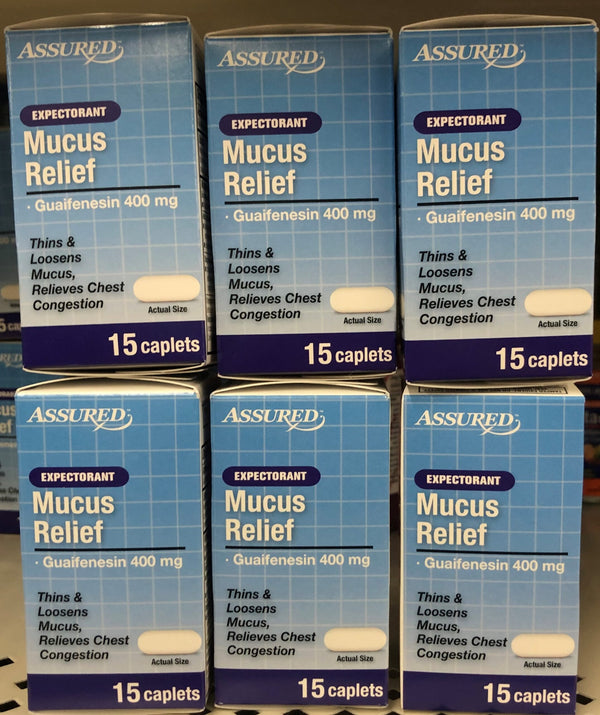 ASSURED
EXPECTORANT
Mucus
Relief
· Guaifenesin 400 mg
Thins &
Loosens
Mucus,
Relieves Chest
Congestion
Actual Size
15 caplets
ASSURED
EXPECTORANT
Mucus
Relief
· Guaifenesin 400 mg
Thins &
Loosens
Mucus,
Relieves Chest
Congestion
Actual Size
15 caplets
ASSURED
EXPECTORANT
Mucus
Relief
· Guaifenesin 400 mg
Thins &
Loosens
Mucus,
Relieves Chest
Congestion
Actual Size
15 caplets
ASSURED
EXPECTORANT
Mucus
Relief
· Guaifenesin 400 mg
Thins &
Loosens
Mucus,
Relieves Chest
Congestion
Actual Size
15 caplets
ASSURED
EXPECTORANT
Mucus
Relief
· Guaifenesin 400 mg
Thins &
Loosens
Mucus,
Relieves Chest
Congestion
Actual Size
15 caplets
ASSURED
EXPECTORANT
Mucus
Relief
· Guaifenesin 400 mg
Thins &
Loosens
Mucus,
Relieves Chest
Congestion
Actual Size
15 caplets